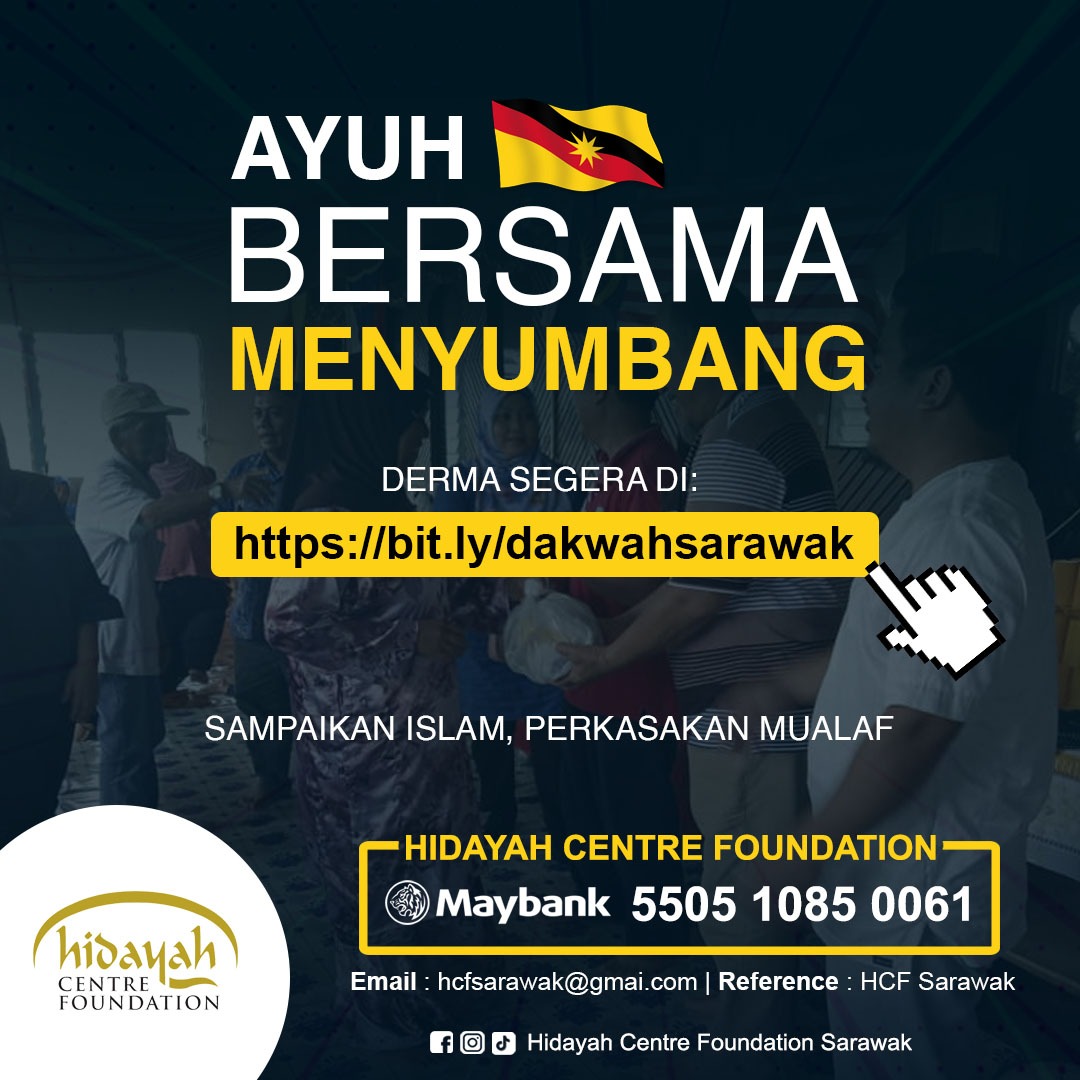 AYUH
BERSAMA
MENYUMBANG
DERMA SEGERA DI:
https://bit.ly/dakwahsarawak
SAMPAIKAN ISLAM, PERKASAKAN MUALAF
HIDAYAH CENTRE FOUNDATION
Maybank 5505 1085 0061
Email : hcfsarawak@gmai.com | Reference : HCF Sarawak
Hidayah Centre Foundation Sarawak
hidayah
CENTRE
FOUNDATION